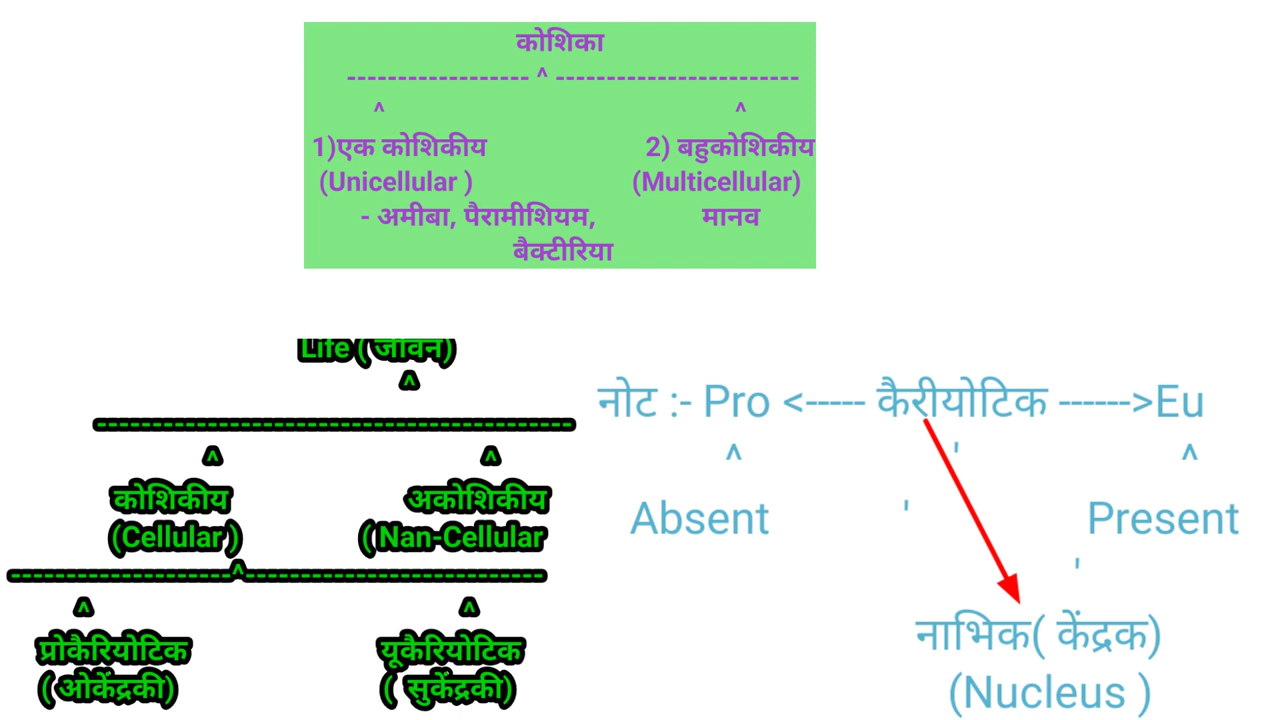 कोशिका
------------------ ^ ------------------------
^ ^
1)एक कोशिकीय 2) बहुकोशिकीय
(Unicellular ) (Multicellular)
- अमीबा, पैरामीशियम, मानव
बैक्टीरिया
Life ( जीवन)
^
------------------------------------------
^ ^
कोशिकीय अकोशिकीय
(Cellular ) ( Nan-Cellular
--------------------^---------------------------
^ ^
प्रोकैरियोटिक यूकैरियोटिक
( ओकेंद्रकी) ( सुकेंद्रकी)
नोट :- Pro <----- कैरीयोटिक ------>Eu
^ ' ^
Absent ' Present
'
नाभिक( केंद्रक)
(Nucleus )